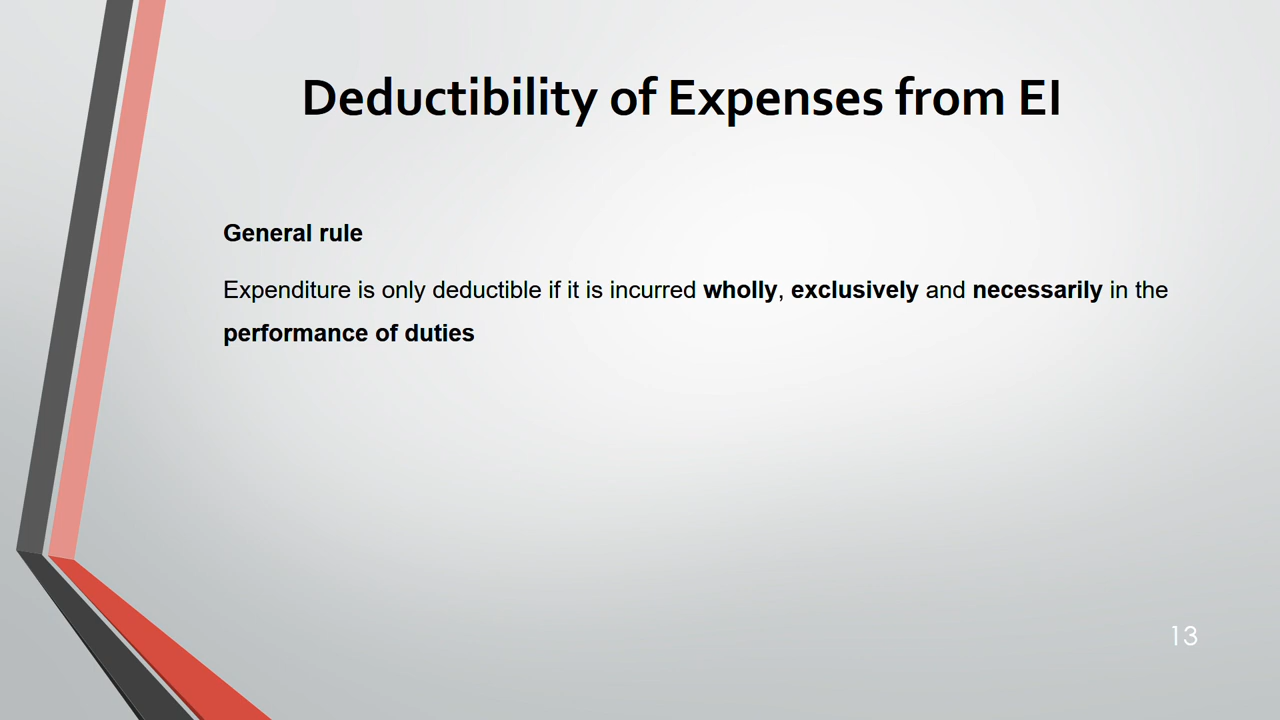 Deductibility of Expenses from EI
General rule
Expenditure is only deductible if it is incurred wholly, exclusively and necessarily in the
performance of duties
13